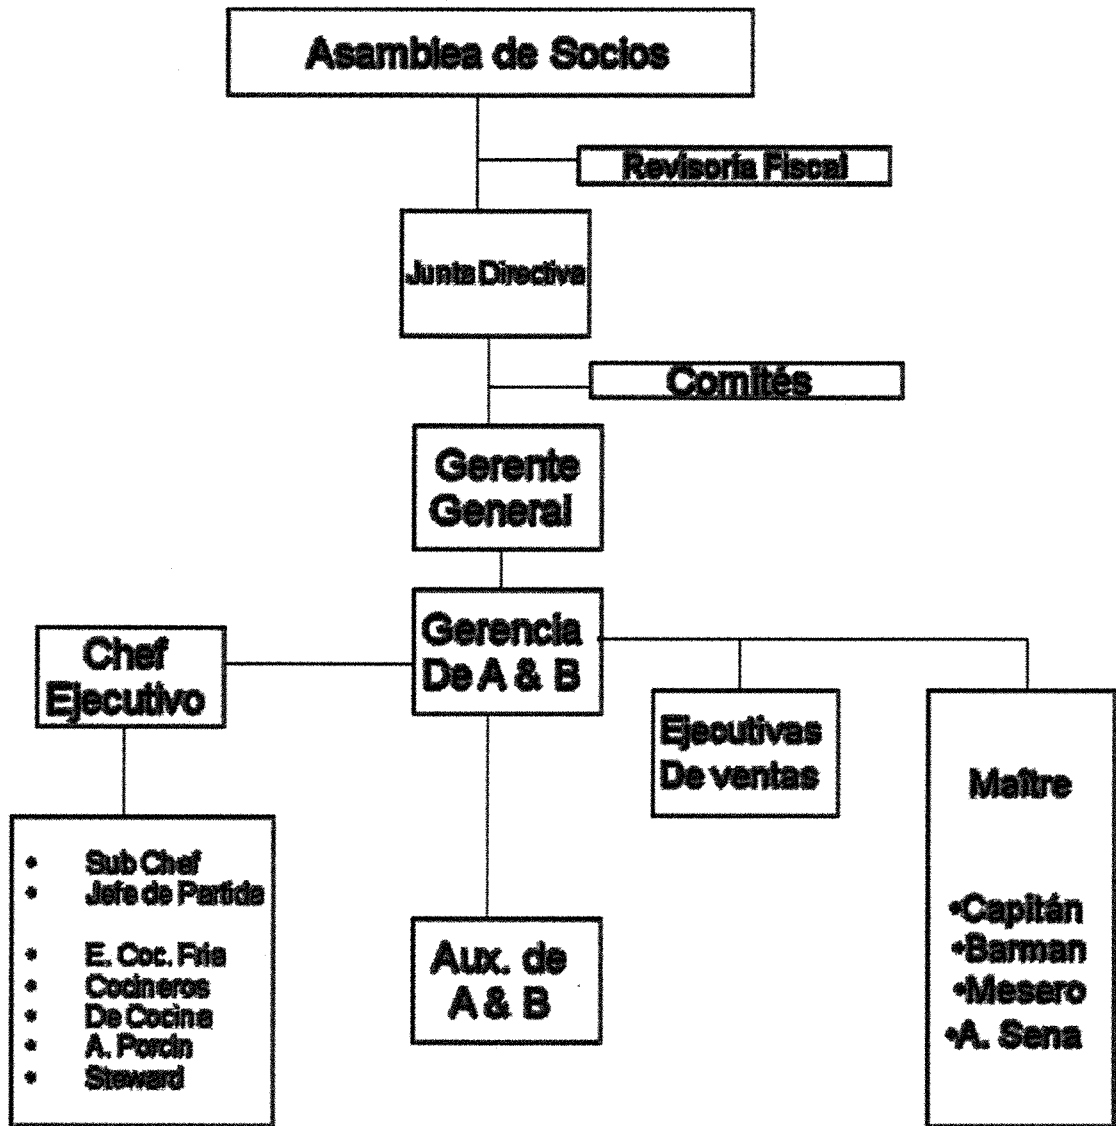 Asamblea de Socios
Revisoría Fiscal
Junta Directiva
Comités
Gerente
General
Gerencia
De A & B
Chef
Ejecutivo
Ejecutivas
De ventas
Maître
• Sub Chef
• Jefe de Partida
• E. Coc. Fria
• Cocineros
• De Cocina
• A. Porcin
• Steward
Aux. de
A & B
•Capitán
•Barman
•Mesero
•A. Sena